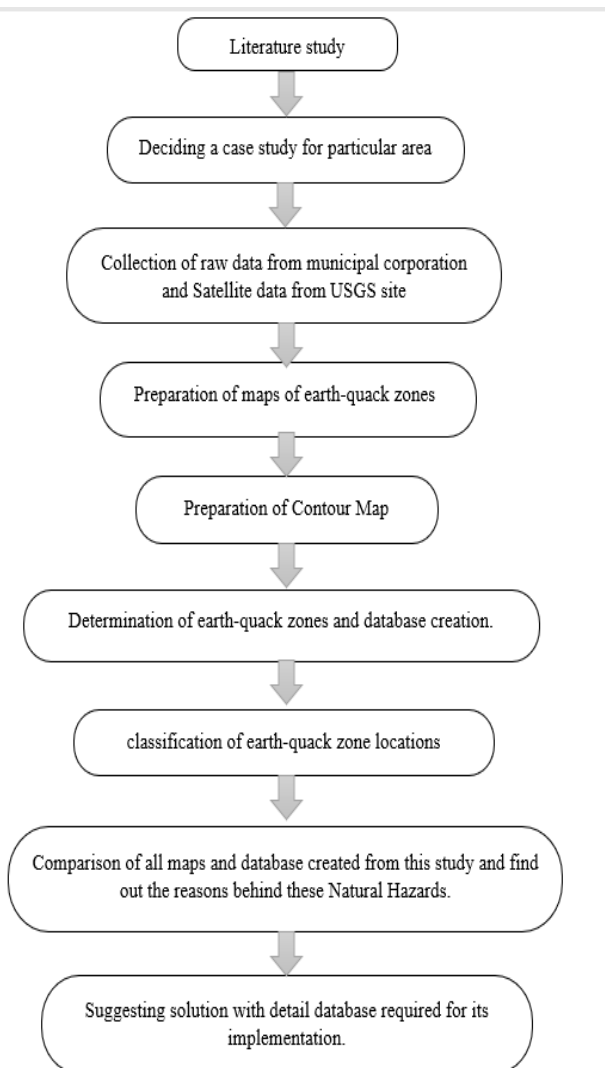 Literature study
Deciding a case study for particular area
Collection of raw data from municipal corporation
and Satellite data from USGS site
Preparation of maps of earth-quack zones
Preparation of Contour Map
Determination of earth-quack zones and database creation.
classification of earth-quack zone locations
Comparison of all maps and database created from this study and find
out the reasons behind these Natural Hazards.
Suggesting solution with detail database required for its
implementation.